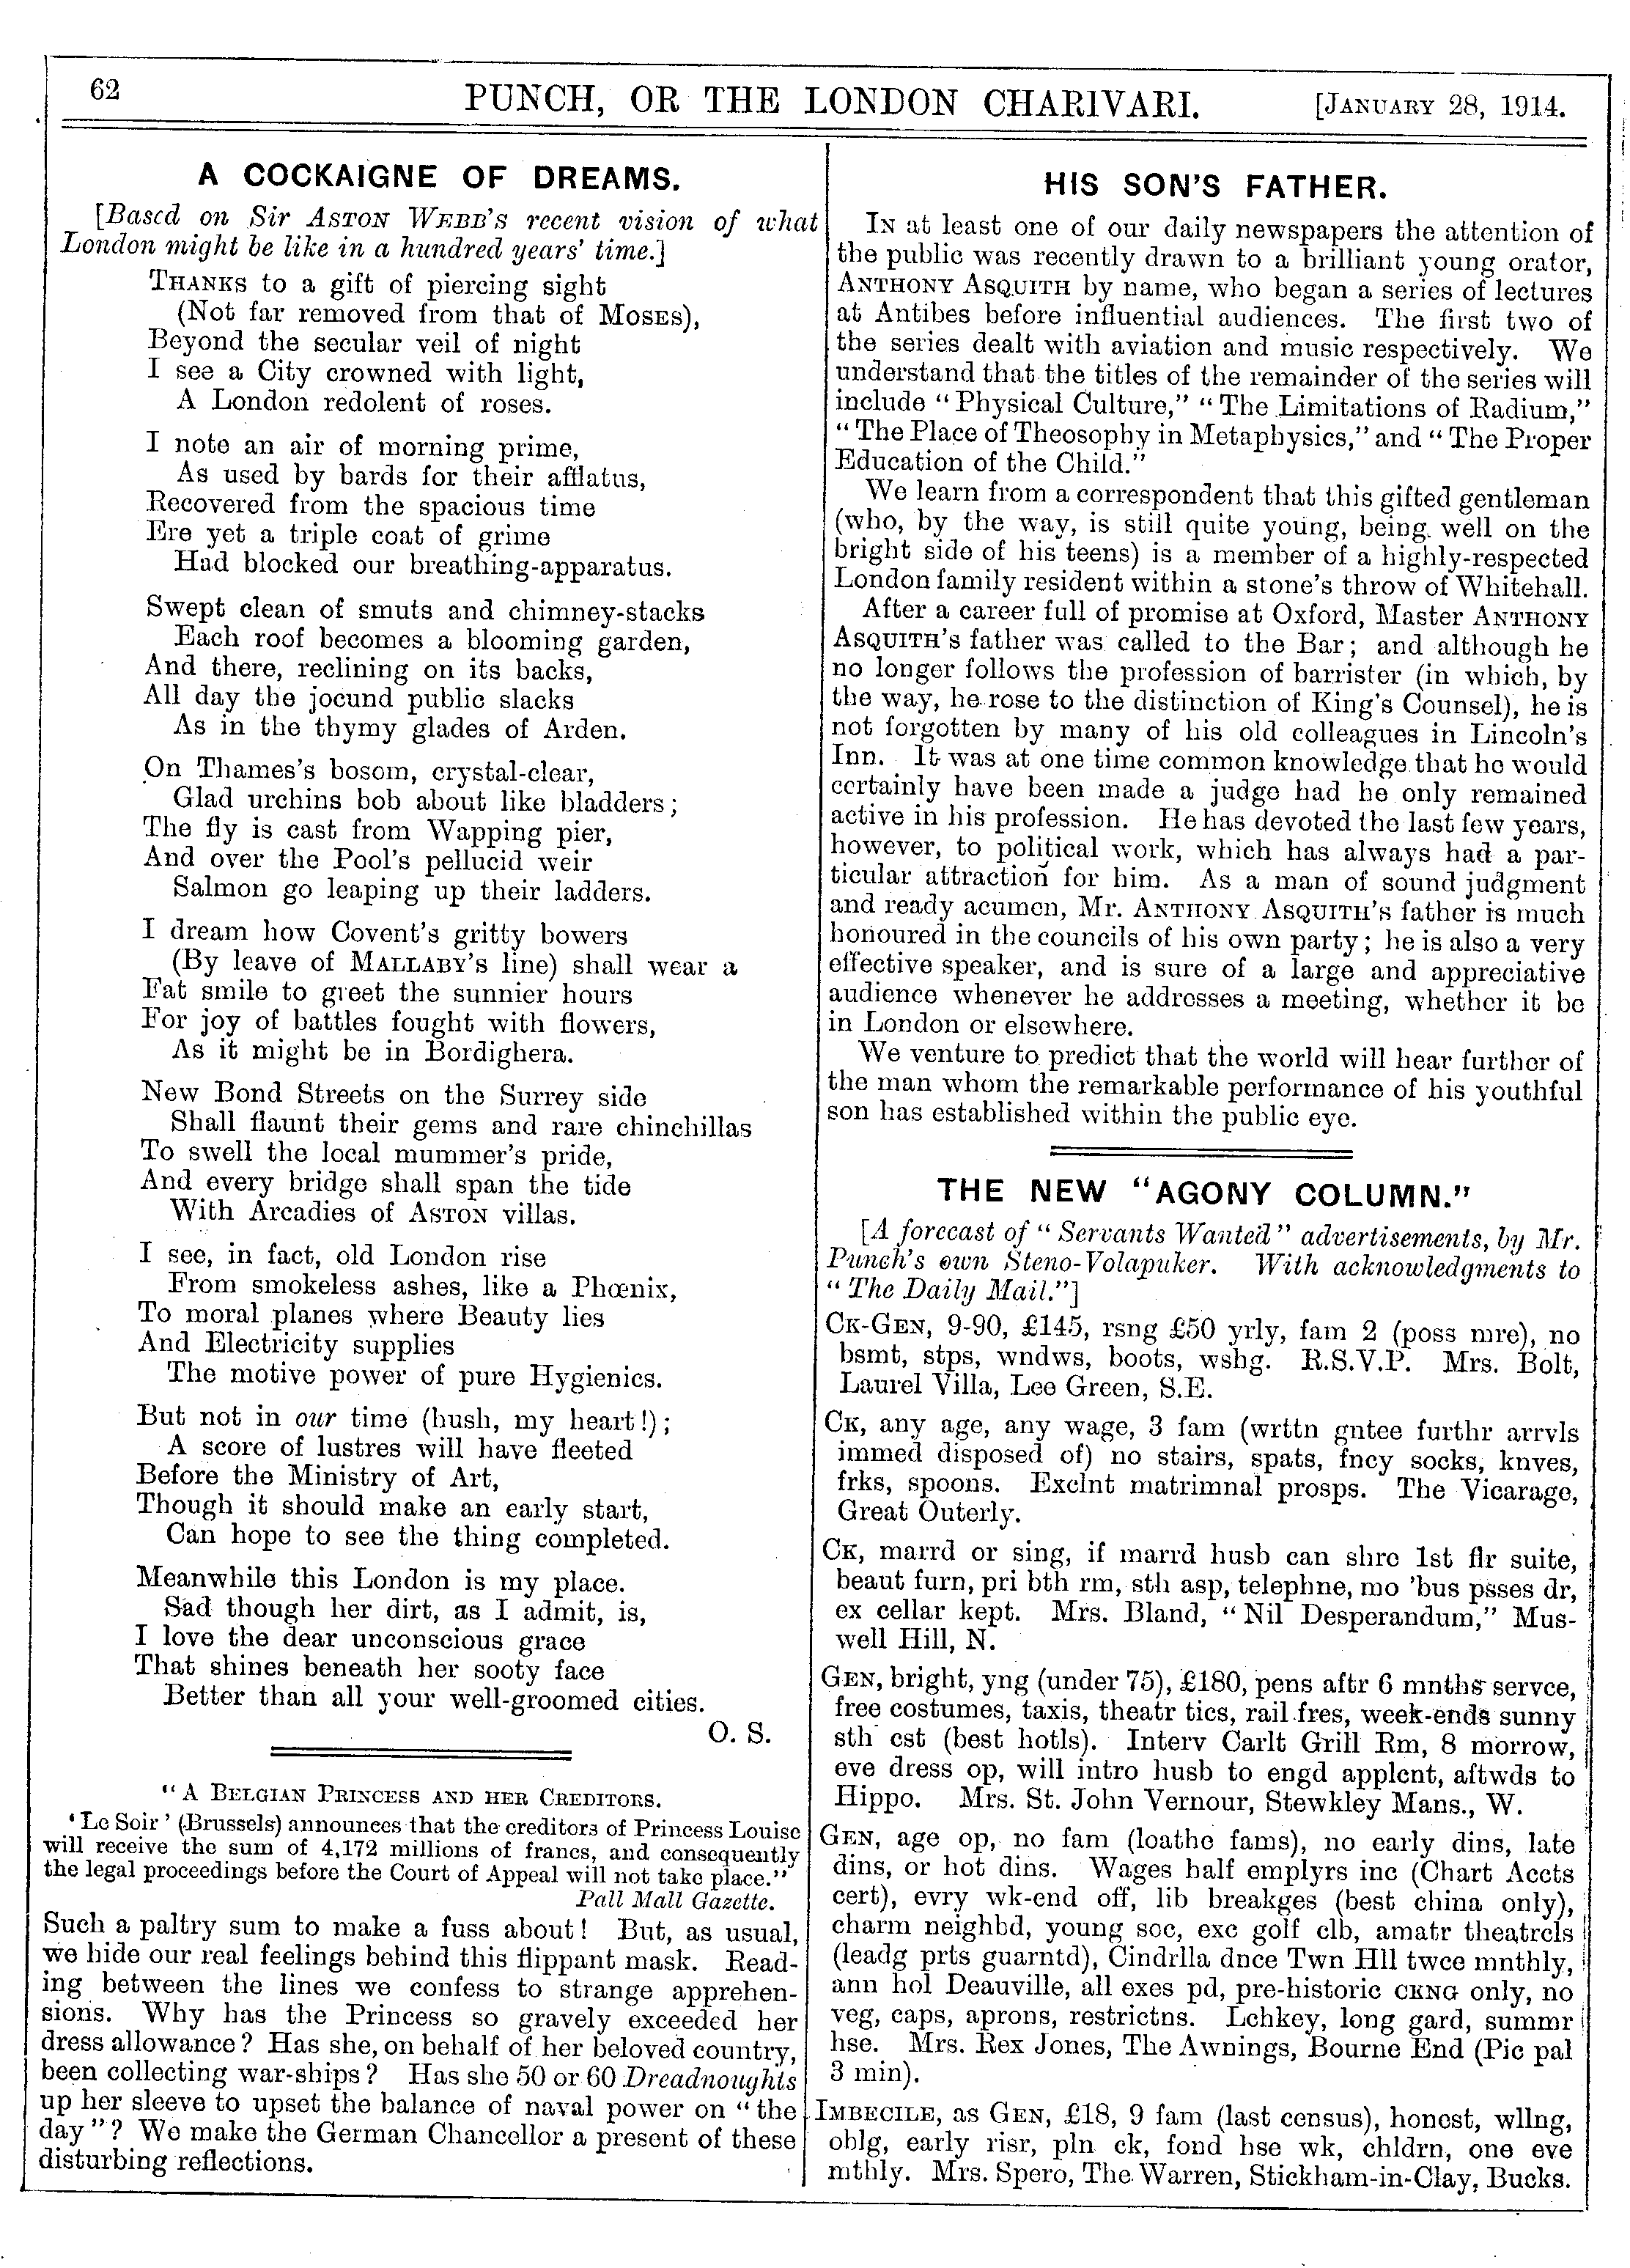 62
PUNCH, OR THE LONDON CHARIVARI.
[JANUARY 28, 1914.
A COCKAIGNE OF DREAMS.
[Based on Sir ASTON WEBB'S recent vision of what
London might be like in a hundred years' time.]
THANKS to a gift of piercing sight
(Not far removed from that of MOSES),
Beyond the secular veil of night
I see a City crowned with light,
A London redolent of roses.
I note an air of morning prime,
As used by bards for their afflatus,
Recovered from the spacious time
Ere yet a triple coat of grime
Had blocked our breathing-apparatus.
Swept clean of smuts and chimney-stacks
Each roof becomes a blooming garden,
And there, reclining on its backs,
All day the jocund public slacks
As in the thymy glades of Arden.
On Thames's bosom, crystal-clear,
Glad urchins bob about like bladders;
The fly is cast from Wapping pier,
And over the Pool's pellucid weir
Salmon go leaping up their ladders.
I dream how Covent's gritty bowers
(By leave of MALLABY'S line) shall wear a
Fat smile to greet the sunnier hours
For joy of battles fought with flowers,
As it might be in Bordighera.
New Bond Streets on the Surrey side
Shall flaunt their gems and rare chinchillas
To swell the local mummer's pride,
And every bridge shall span the tide
With Arcadies of ASTON villas.
I see, in fact, old London rise
From smokeless ashes, like a Phœnix,
To moral planes where Beauty lies
And Electricity supplies
The motive power of pure Hygienics.
But not in our time (hush, my heart!);
A score of lustres will have fleeted
Before the Ministry of Art,
Though it should make an early start,
Can hope to see the thing completed.
Meanwhile this London is my place.
Sad though her dirt, as I admit, is,
I love the dear unconscious grace
That shines beneath her sooty face
Better than all your well-groomed cities.
O. S.
"A BELGIAN PRINCESS AND HER CREDITORS.
'Le Soir' (Brussels) announces that the creditors of Princess Louise
will receive the sum of 4,172 millions of francs, and consequently
the legal proceedings before the Court of Appeal will not take place."
Pall Mall Gazette.
Such a paltry sum to make a fuss about! But, as usual,
we hide our real feelings behind this flippant mask. Read-
ing between the lines we confess to strange apprehen-
sions. Why has the Princess so gravely exceeded her
dress allowance? Has she, on behalf of her beloved country,
been collecting war-ships? Has she 50 or 60 Dreadnoughts
up her sleeve to upset the balance of naval power on "the
day"? We make the German Chancellor a present of these
disturbing reflections.
HIS SON'S FATHER.
IN at least one of our daily newspapers the attention of
the public was recently drawn to a brilliant young orator,
ANTHONY ASQUITH by name, who began a series of lectures
at Antibes before influential audiences. The first two of
the series dealt with aviation and music respectively. We
understand that the titles of the remainder of the series will
include "Physical Culture," "The Limitations of Radium,"
"The Place of Theosophy in Metaphysics," and "The Proper
Education of the Child."
We learn from a correspondent that this gifted gentleman
(who, by the way, is still quite young, being well on the
bright side of his teens) is a member of a highly-respected
London family resident within a stone's throw of Whitehall.
After a career full of promise at Oxford, Master ANTHONY
ASQUITH'S father was called to the Bar; and although he
no longer follows the profession of barrister (in which, by
the way, he rose to the distinction of King's Counsel), he is
not forgotten by many of his old colleagues in Lincoln's
Inn. It was at one time common knowledge that he would
certainly have been made a judge had he only remained
active in his profession. He has devoted the last few years,
however, to political work, which has always had a par-
ticular attraction for him. As a man of sound judgment
and ready acumen, Mr. ANTHONY ASQUITH'S father is much
honoured in the councils of his own party; he is also a very
effective speaker, and is sure of a large and appreciative
audience whenever he addresses a meeting, whether it be
in London or elsewhere.
We venture to predict that the world will hear further of
the man whom the remarkable performance of his youthful
son has established within the public eye.
THE NEW "AGONY COLUMN."
[A forecast of "Servants Wanted" advertisements, by Mr.
Punch's own Steno-Volapuker. With acknowledgments to
"The Daily Mail."]
CK-GEN, 9-90, £145, rsng £50 yrly, fam 2 (poss mre), no
bsmt, stps, wndws, boots, wshg. R.S.V.P. Mrs. Bolt,
Laurel Villa, Lee Green, S.E.
CK, any age, any wage, 3 fam (wrttn gntee furthr arrvls
immed disposed of) no stairs, spats, fncy socks, knves,
frks, spoons. Exclnt matrimnal prosps. The Vicarage,
Great Outerly.
CK, marrd or sing, if marrd husb can shre 1st flr suite,
beaut furn, pri bth rm, sth asp, telephne, mo 'bus psses dr,
ex cellar kept. Mrs. Bland, "Nil Desperandum," Mus-
well Hill, N.
GEN, bright, yng (under 75), £180, pens aftr 6 mnths servce,
free costumes, taxis, theatr tics, rail fres, week-ends sunny
sth cst (best hotls). Interv Carlt Grill Rm, 8 morrow,
eve dress op, will intro husb to engd applcnt, aftwds to
Hippo. Mrs. St. John Vernour, Stewkley Mans., W.
GEN, age op, no fam (loathe fams), no early dins, late
dins, or hot dins. Wages half emplyrs inc (Chart Accts
cert), evry wk-end off, lib breakges (best china only),
charm neighbd, young soc, exc golf clb, amatr theatrcls
(leadg prts guarntd), Cindrlla dnce Twn Hll twce mnthly,
ann hol Deauville, all exes pd, pre-historic CKNG only, no
veg, caps, aprons, restrictns. Lchkey, long gard, summr
hse. Mrs. Rex Jones, The Awnings, Bourne End (Pic pal
3 min).
IMBECILE, as GEN, £18, 9 fam (last census), honest, wllng,
oblg, early risr, pln ck, fond hse wk, chldrn, one eve
mthly. Mrs. Spero, The Warren, Stickham-in-Clay, Bucks.